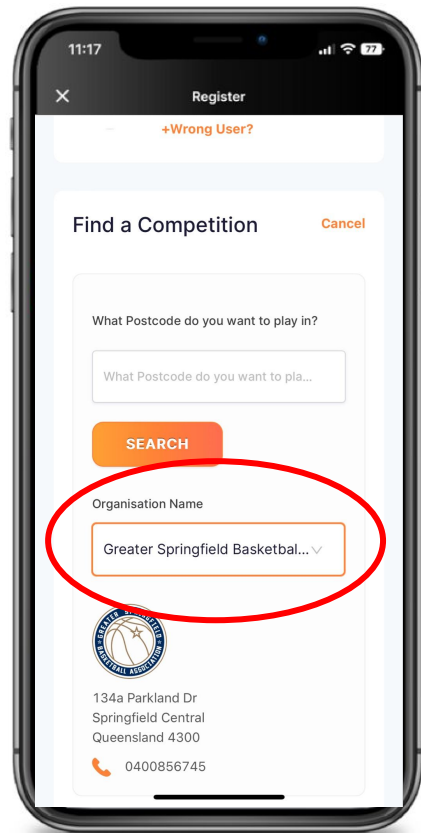 11:17
77
Register
+Wrong User?
Find a Competition
Cancel
What Postcode do you want to play in?
What Postcode do you want to pla...
SEARCH
Organisation Name
Greater Springfield Basketbal...
GREATER SPRINGFIELD
BASKETBALL ASSOCIATION
134a Parkland Dr
Springfield Central
Queensland 4300
0400856745